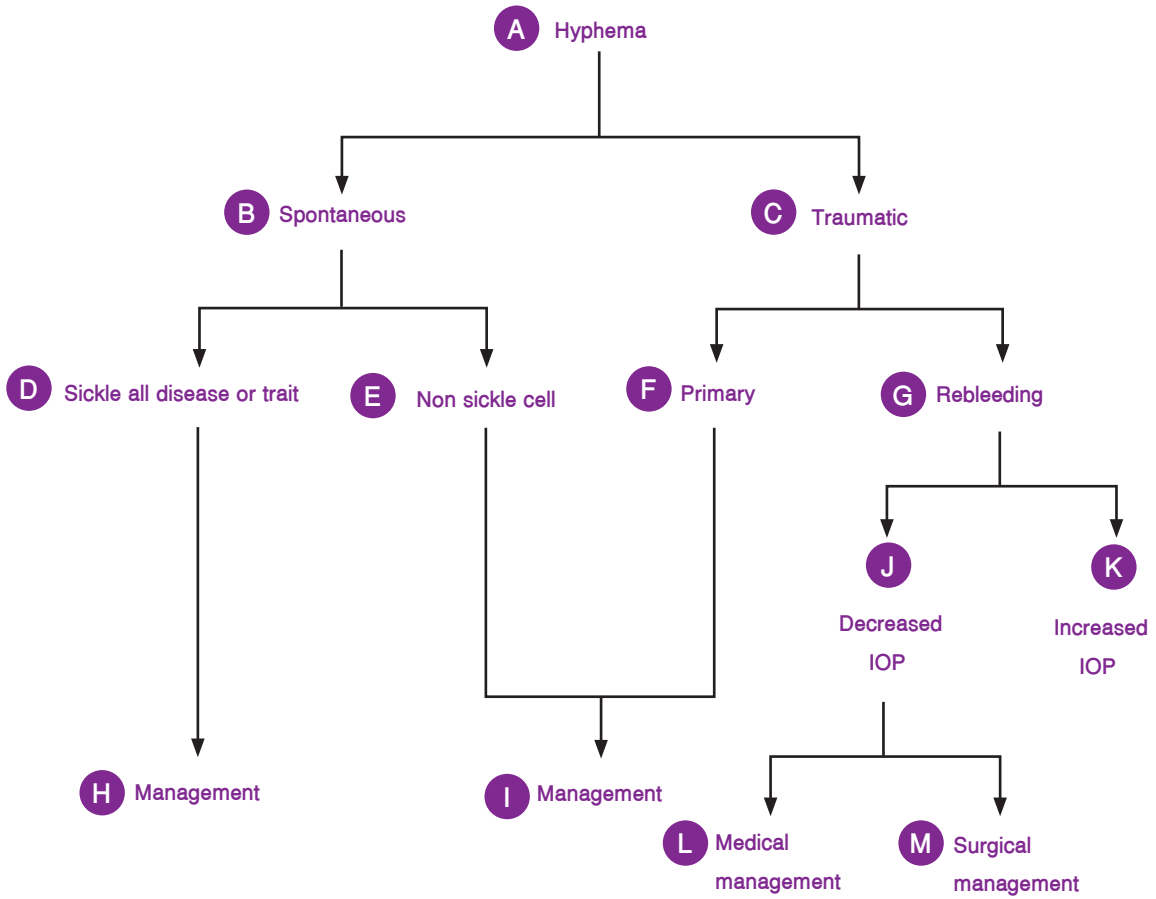 A Hyphema
B Spontaneous
C Traumatic
D Sickle all disease or trait
E Non sickle cell
F Primary
G Rebleeding
J
K
Decreased
IOP
Increased
IOP
H Management
I Management
L Medical
management
M Surgical
management